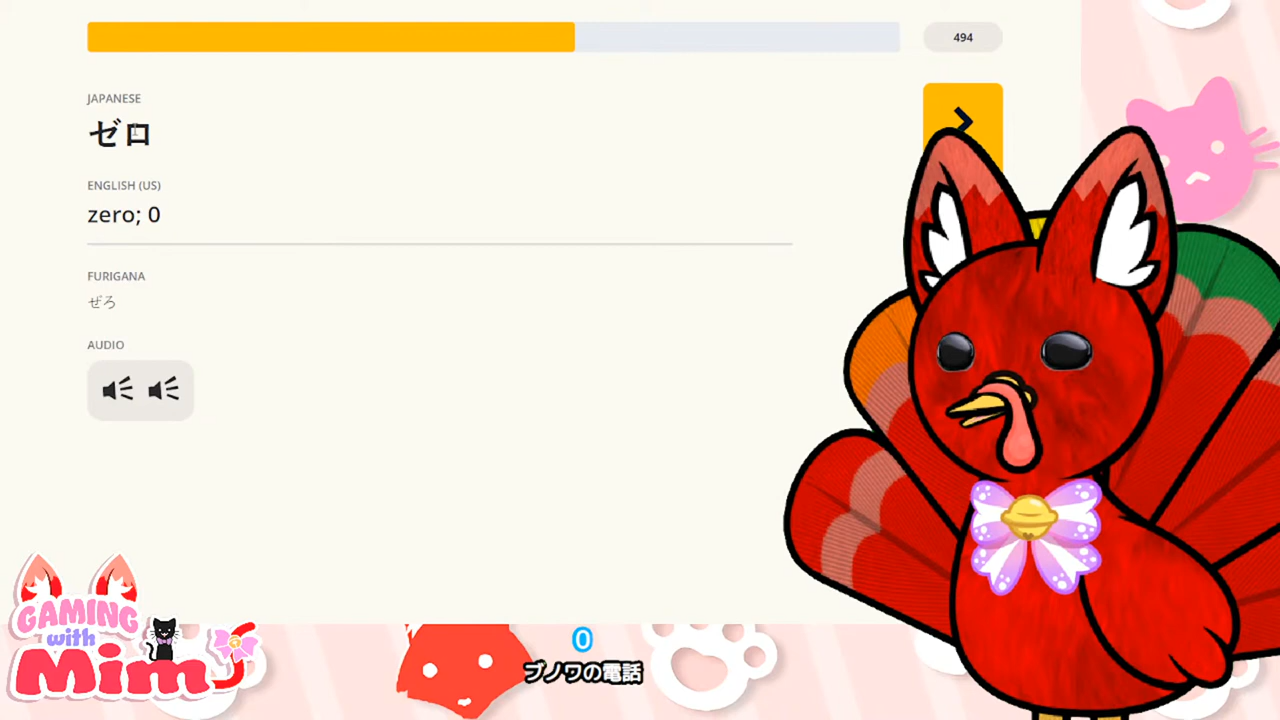 494
JAPANESE
ゼロ
ENGLISH (US)
zero; 0
FURIGANA
ぜろ
AUDIO
GAMING
with
Mim
0
ブノワの電話